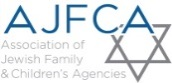 AJFCA
Association of
Jewish Family
& Children's Agencies